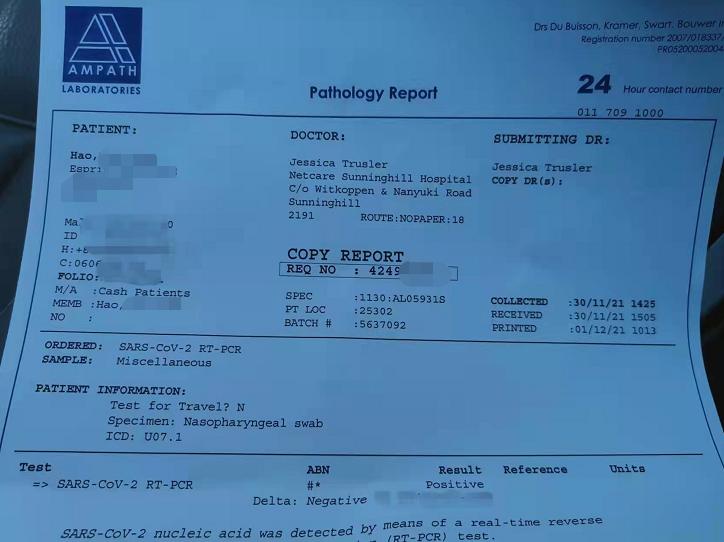 AMPATH
LABORATORIES
Drs Du Buisson, Kramer, Swart, Bouwer
Registration number 2007/018337/
PR05200052004
Pathology Report
24 Hour contact number
011 709 1000
PATIENT:
Hao,
DOCTOR:
Jessica Trusler
Netcare Sunninghill Hospital
C/o Witkoppen & Nanyuki Road
Sunninghill
2191 ROUTE:NOPAPER:18
SUBMITTING DR:
Jessica Trusler
COPY DR(s):
ID
H:+
C:0606
FOLIO:
M/A :Cash Patients
MEMB :Hao,
NO :
COPY REPORT
REQ NO : 4249
SPEC :1130:AL05931S
PT LOC :25302
BATCH # :5637092
COLLECTED :30/11/21 1425
RECEIVED :30/11/21 1505
PRINTED :01/12/21 1013
ORDERED: SARS-CoV-2 RT-PCR
SAMPLE: Miscellaneous
PATIENT INFORMATION:
Test for Travel? N
Specimen: Nasopharyngeal swab
ICD: U07.1
Test ABN Result Reference Units
=> SARS-CoV-2 RT-PCR #* Positive
Delta: Negative
SARS-CoV-2 nucleic acid was detected by means of a real-time reverse
(RT-PCR) test.